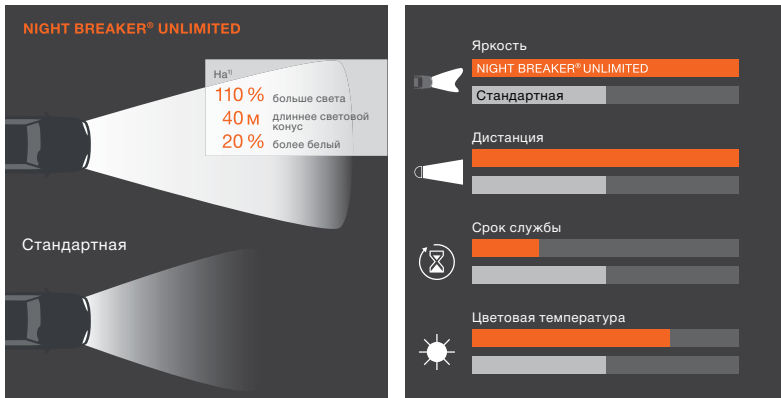 NIGHT BREAKER® UNLIMITED
На¹⁾
110 % больше света
40 м длиннее световой
конус
20 % более белый
Стандартная
Яркость
NIGHT BREAKER® UNLIMITED
Стандартная
Дистанция
Срок службы
Цветовая температура